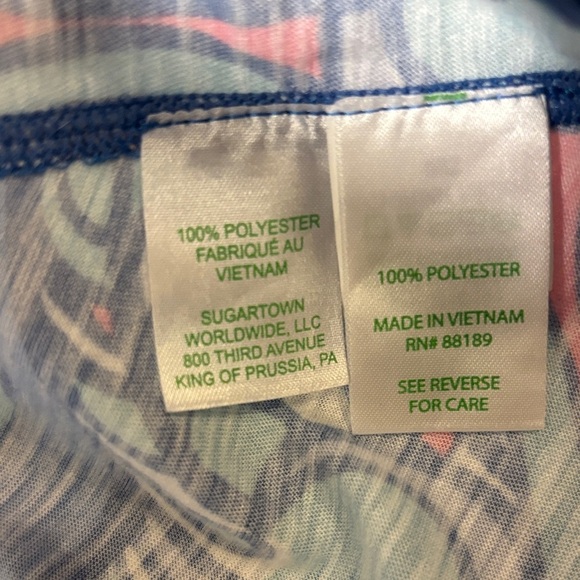 100% POLYESTER
FABRIQUÉ AU
VIETNAM
SUGARTOWN
WORLDWIDE, LLC
800 THIRD AVENUE
KING OF PRUSSIA, PA
100% POLYESTER
MADE IN VIETNAM
RN# 88189
SEE REVERSE
FOR CARE